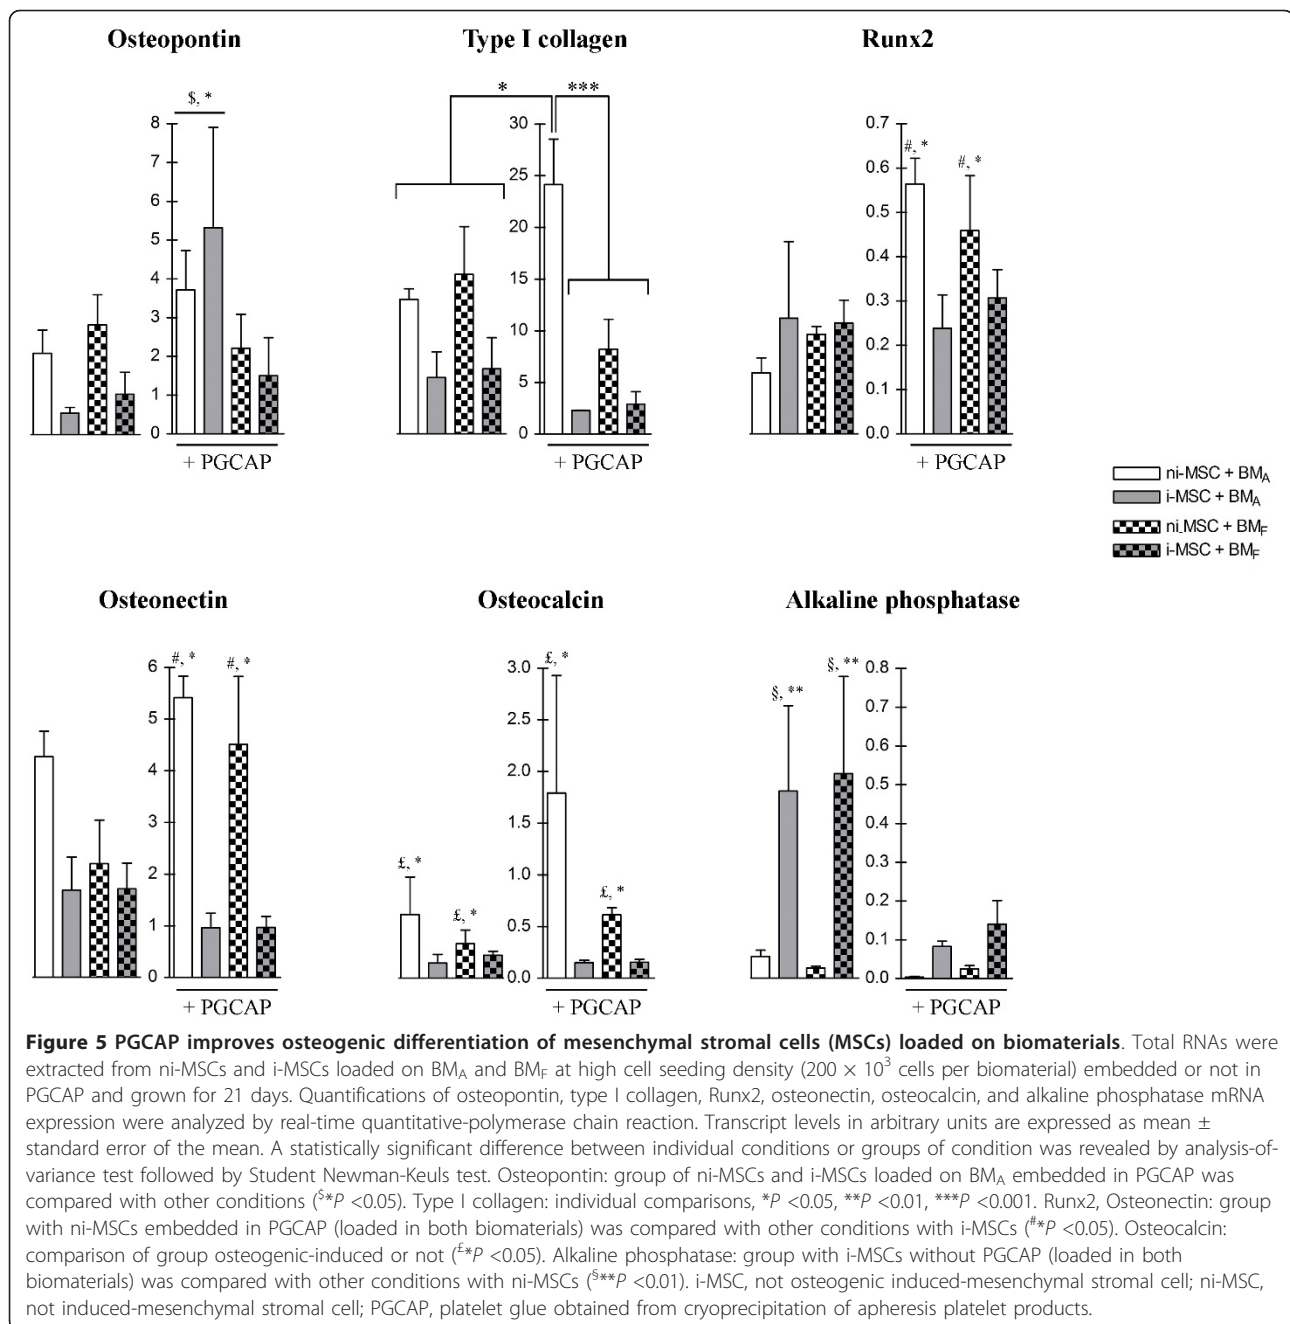 Osteopontin
$, *
8
7
6
5
4
3
2
1
0
+ PGCAP
Type I collagen
* ***
30
25
20
15
10
5
0
+ PGCAP
Runx2
0.7
#, *
#, *
0.6
0.5
0.4
0.3
0.2
0.1
0.0
+ PGCAP
ni-MSC + BMA
i-MSC + BMA
ni-MSC + BMF
i-MSC + BMF
Osteonectin
#, * #, *
6
5
4
3
2
1
0
+ PGCAP
Osteocalcin
£, *
3.0
2.5
2.0
1.5
1.0
0.5
0.0
£, *
£, *
£, *
+ PGCAP
Alkaline phosphatase
§, **
§, **
0.8
0.7
0.6
0.5
0.4
0.3
0.2
0.1
0.0
+ PGCAP
Figure 5 PGCAP improves osteogenic differentiation of mesenchymal stromal cells (MSCs) loaded on biomaterials. Total RNAs were
extracted from ni-MSCs and i-MSCs loaded on BMA and BMF at high cell seeding density (200 × 10³ cells per biomaterial) embedded or not in
PGCAP and grown for 21 days. Quantifications of osteopontin, type I collagen, Runx2, osteonectin, osteocalcin, and alkaline phosphatase mRNA
expression were analyzed by real-time quantitative-polymerase chain reaction. Transcript levels in arbitrary units are expressed as mean ±
standard error of the mean. A statistically significant difference between individual conditions or groups of condition was revealed by analysis-of-
variance test followed by Student Newman-Keuls test. Osteopontin: group of ni-MSCs and i-MSCs loaded on BMA embedded in PGCAP was
compared with other conditions ($*P <0.05). Type I collagen: individual comparisons, *P <0.05, **P <0.01, ***P <0.001. Runx2, Osteonectin: group
with ni-MSCs embedded in PGCAP (loaded in both biomaterials) was compared with other conditions with i-MSCs (#*P <0.05). Osteocalcin:
comparison of group osteogenic-induced or not (£*P <0.05). Alkaline phosphatase: group with i-MSCs without PGCAP (loaded in both
biomaterials) was compared with other conditions with ni-MSCs (§**P <0.01). i-MSC, not osteogenic induced-mesenchymal stromal cell; ni-MSC,
not induced-mesenchymal stromal cell; PGCAP, platelet glue obtained from cryoprecipitation of apheresis platelet products.